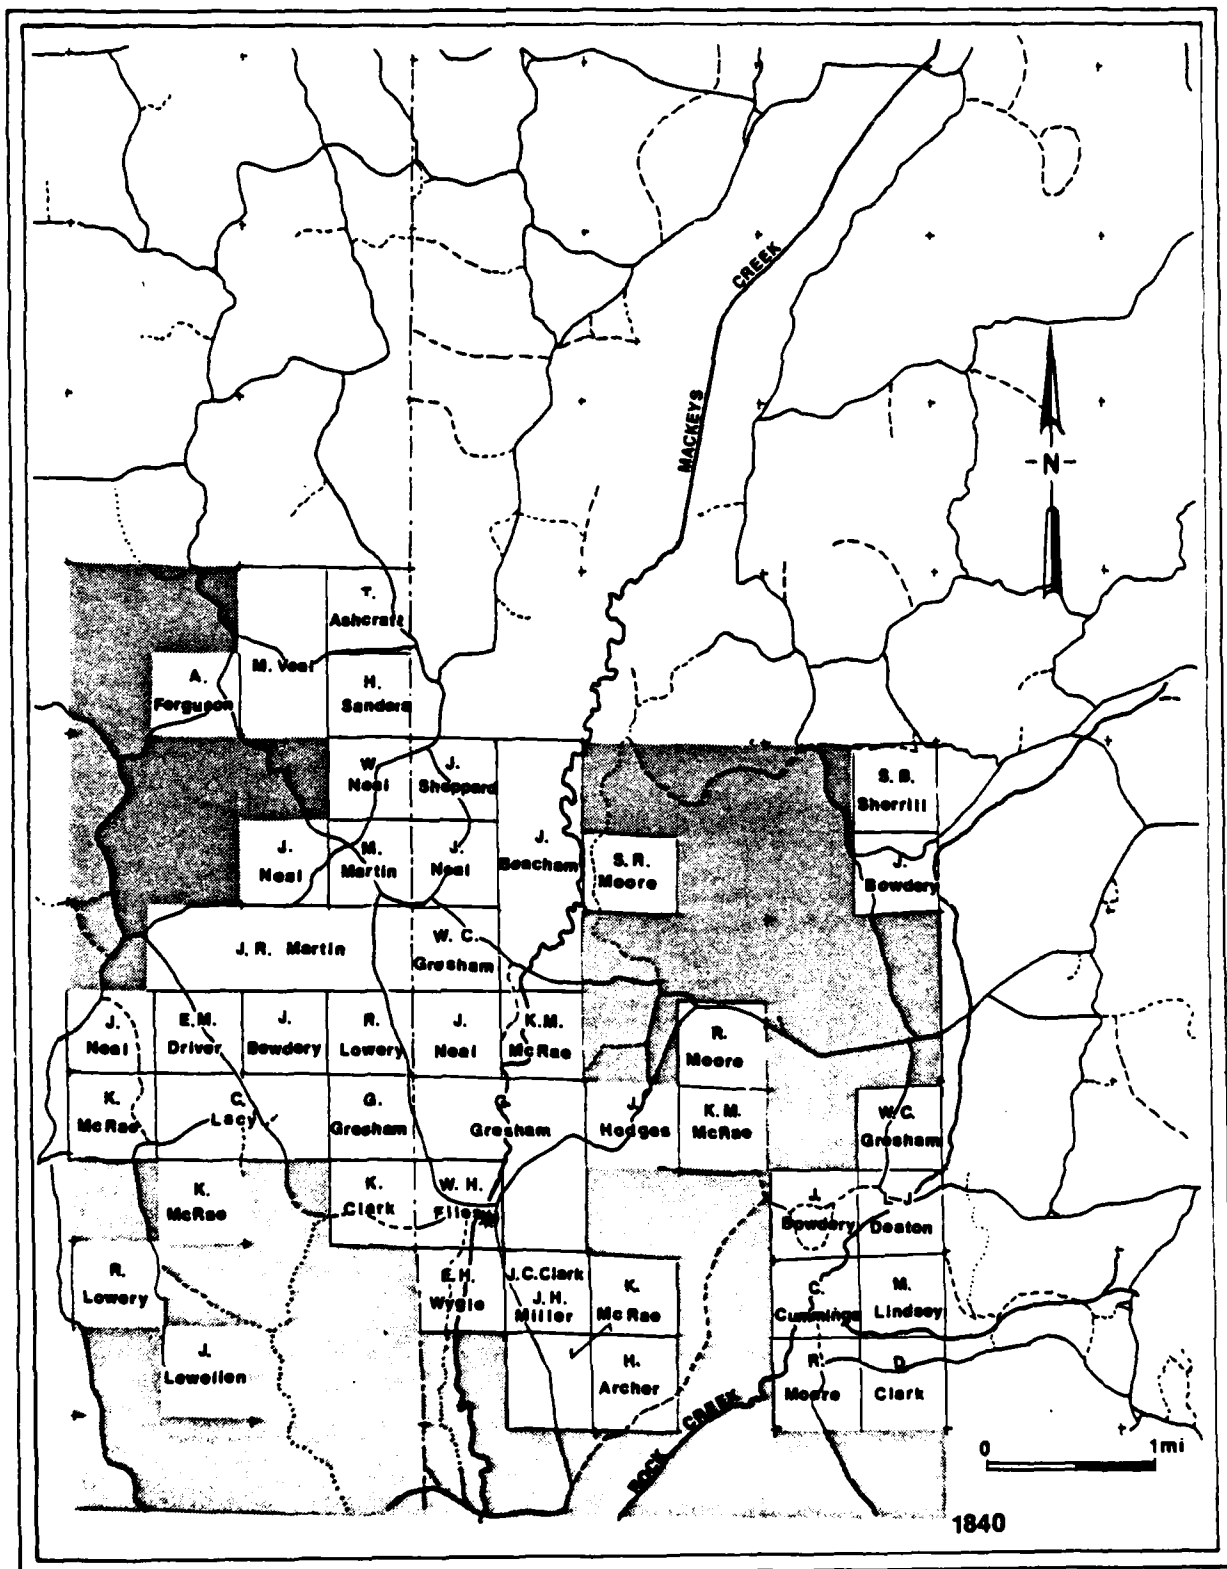 CREEK
MACKEYS
N
T.
Ashcraft
M. Veal
A.
Ferguson
H.
Sanders
W.
Neal
J.
Sheppard
S. B.
Sherrill
J.
Neal
M.
Martin
J.
Neal
J.
Beacham
S. R.
Moore
J.
Bowdery
J. R. Martin
W. C.
Gresham
J.
Neal
E.M.
Driver
J.
Bowdery
R.
Lowery
J.
Neal
K.M.
McRae
R.
Moore
K.
McRae
C.
Lacy
G.
Gresham
G.
Gresham
J.
Hodges
K.M.
McRae
W. C.
Gresham
K.
McRae
K.
Clark
W. H.
Files
J.
Bowdery
L. J.
Deaton
R.
Lowery
E. H.
Wygle
J.C.Clark
J. H.
Miller
K.
McRae
C.
Cummings
M.
Lindsey
J.
Lewellen
H.
Archer
R.
Moore
D.
Clark
ROCK CREEK
0 1mi
1840